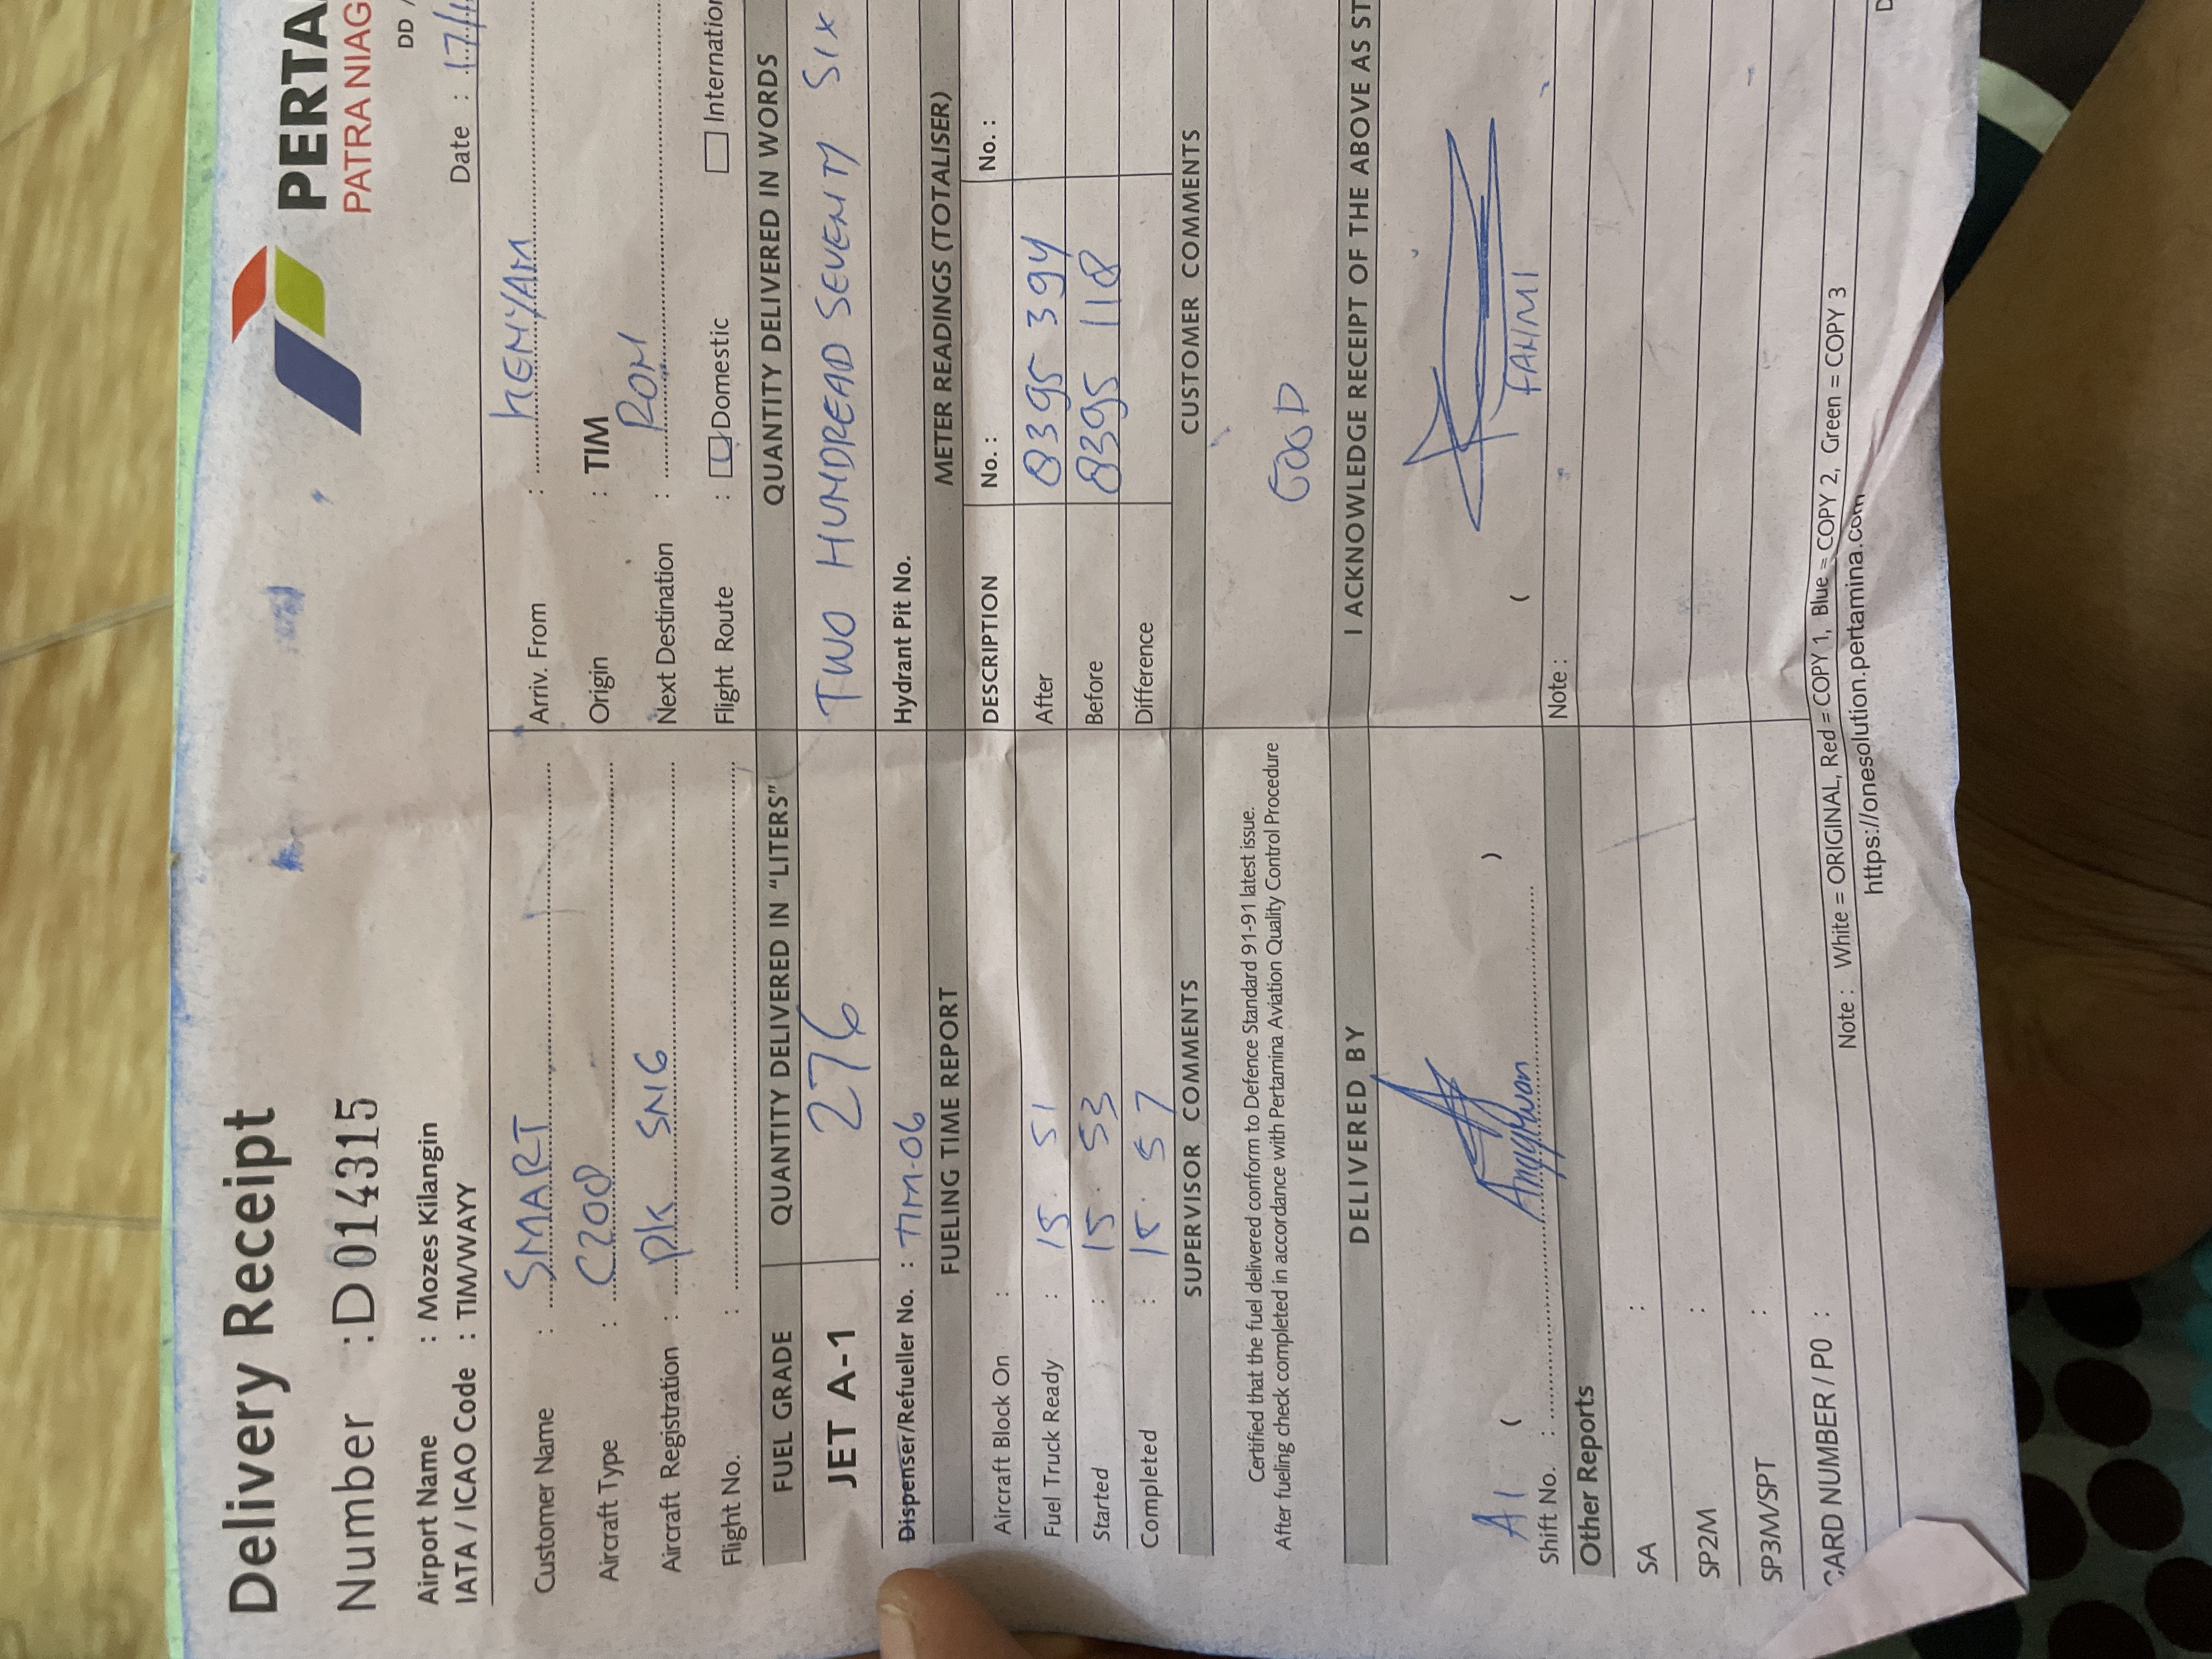 Delivery Receipt
Number : D 014315
PERTA
PATRA NIAG
Airport Name : Mozes Kilangin
IATA / ICAO Code : TIM/WAYY
DD /
Date : 17/1
Customer Name : SMART
Arriv. From : KENYAM
Aircraft Type : C208
Origin : TIM
Aircraft Registration : PK SNG
Next Destination :
Flight No. :
Flight Route : Domestic Internation
FUEL GRADE QUANTITY DELIVERED IN "LITERS" QUANTITY DELIVERED IN WORDS
JET A-1 276 TWO HUNDREAD SEVENTY SIX
Dispenser/Refueller No. : TIM-06 Hydrant Pit No.
FUELING TIME REPORT METER READINGS (TOTALISER)
Aircraft Block On :
DESCRIPTION No. : No. :
Fuel Truck Ready : 15. 51 After 8395 394
Started : 15. 53 Before 8395 118
Completed : 15. 57 Difference
SUPERVISOR COMMENTS CUSTOMER COMMENTS
Certified that the fuel delivered conform to Defence Standard 91-91 latest issue.
After fueling check completed in accordance with Pertamina Aviation Quality Control Procedure
GOOD
DELIVERED BY I ACKNOWLEDGE RECEIPT OF THE ABOVE AS ST
A1 ( ) ( FAHMI
Shift No. : Note :
Other Reports
SA :
SP2M :
SP3M/SPT :
CARD NUMBER / PO :
Note : White = ORIGINAL, Red = COPY 1, Blue = COPY 2, Green = COPY 3
https://onesolution.pertamina.com